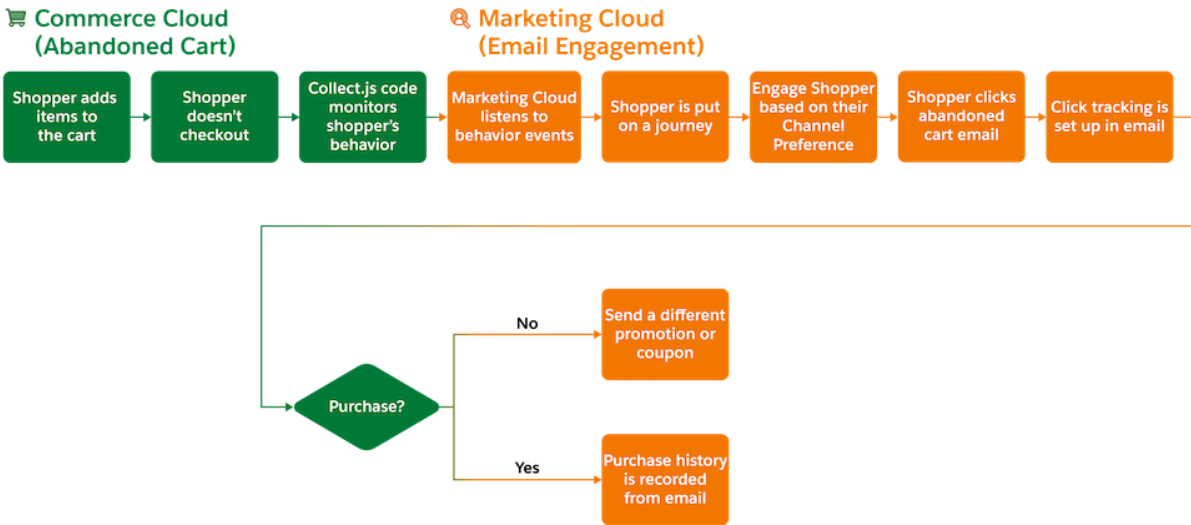 Commerce Cloud
(Abandoned Cart)
Marketing Cloud
(Email Engagement)
Shopper adds
items to
the cart
Shopper
doesn't
checkout
Collect.js code
monitors
shopper's
behavior
Marketing Cloud
listens to
behavior events
Shopper is put
on a journey
Engage Shopper
based on their
Channel
Preference
Shopper clicks
abandoned
cart email
Click tracking is
set up in email
Purchase?
No
Send a different
promotion or
coupon
Yes
Purchase history
is recorded
from email